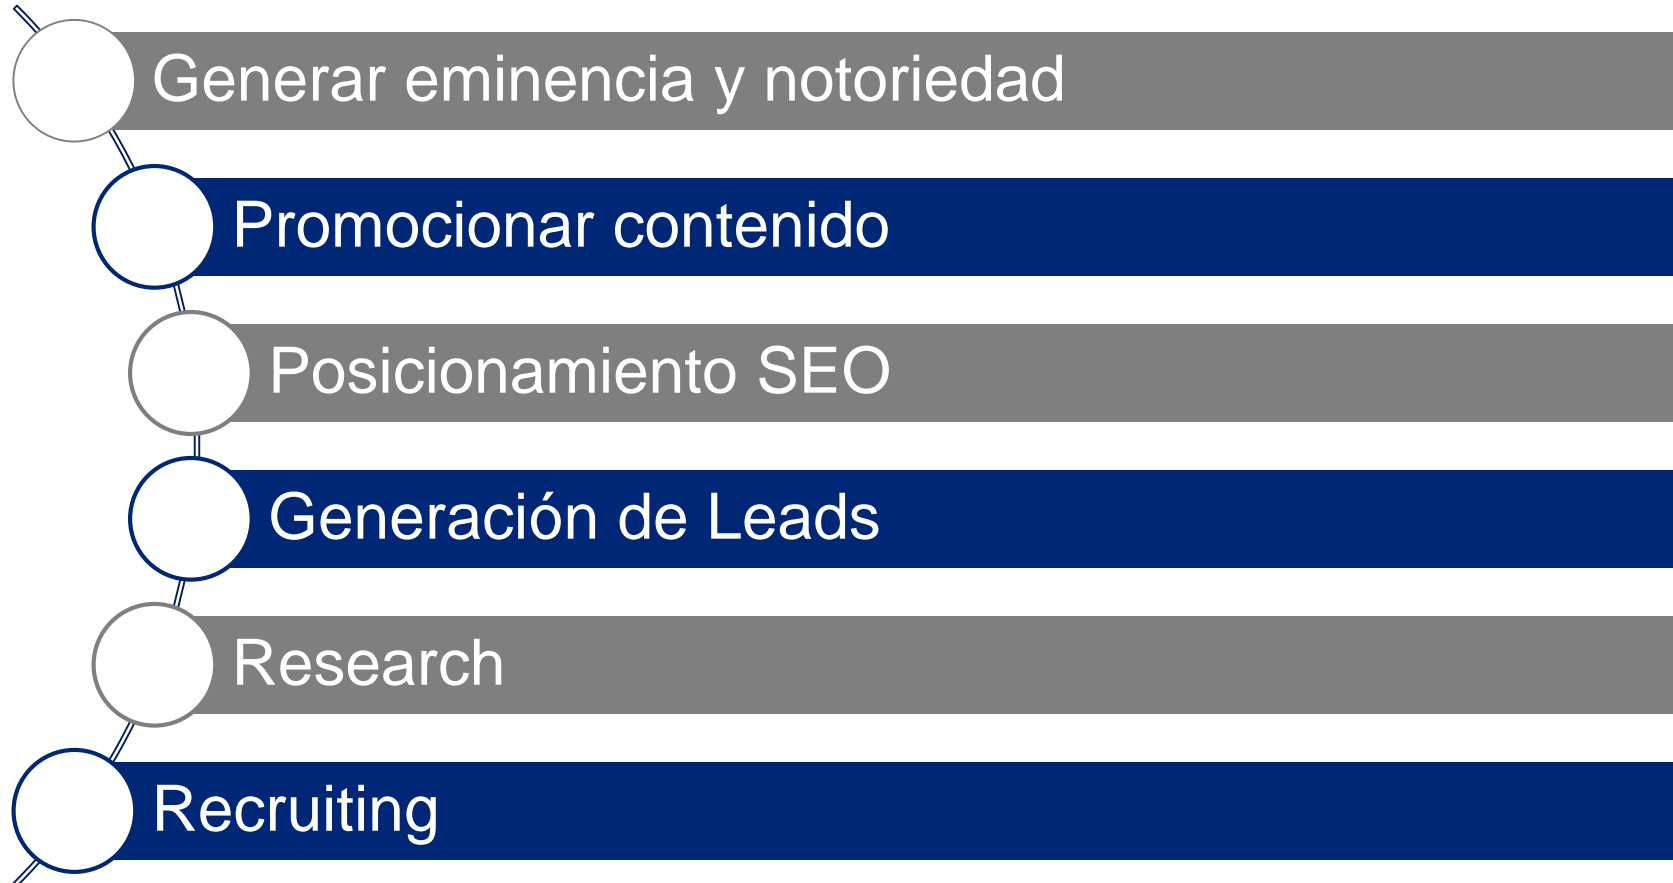 Generar eminencia y notoriedad
Promocionar contenido
Posicionamiento SEO
Generación de Leads
Research
Recruiting